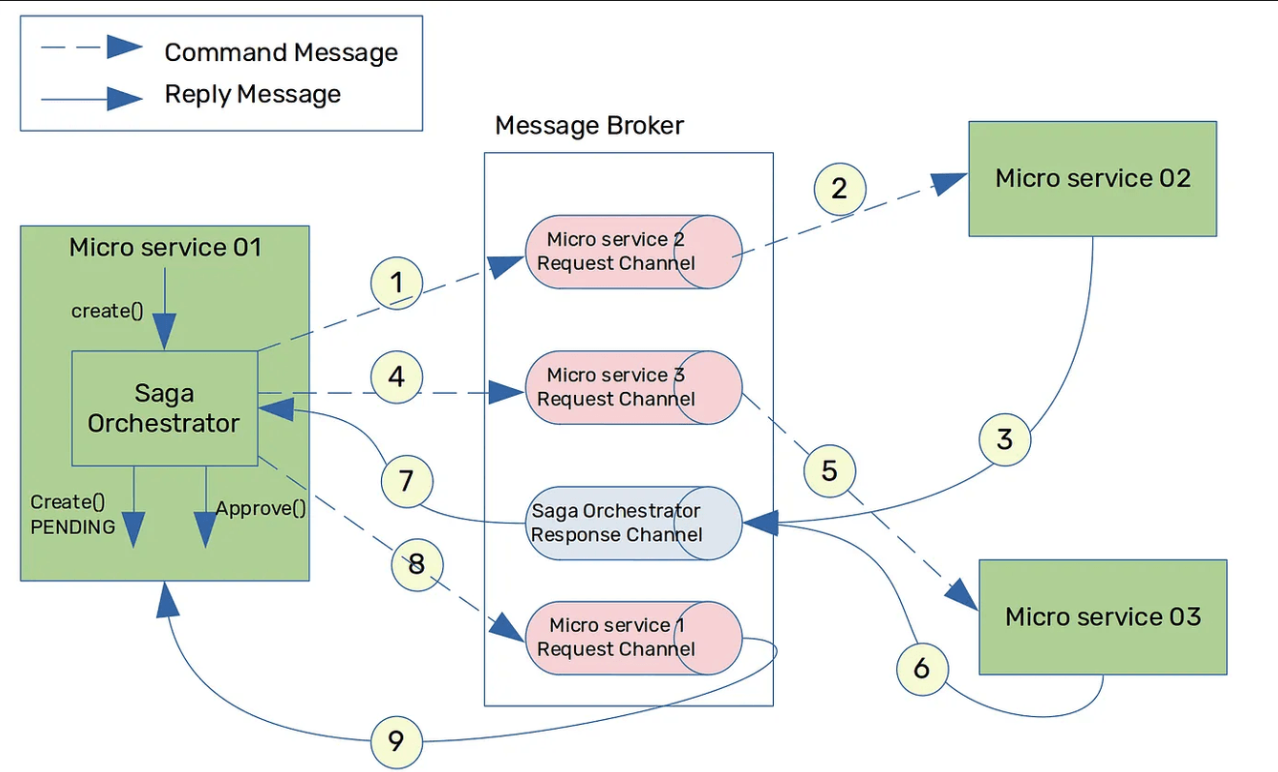 Command Message
Reply Message
Message Broker
Micro service 02
2
Micro service 01
Micro service 2
Request Channel
1
create()
Micro service 3
Request Channel
4
Saga
Orchestrator
3
5
7
Create()
PENDING
Approve()
Saga Orchestrator
Response Channel
8
Micro service 1
Request Channel
Micro service 03
6
9